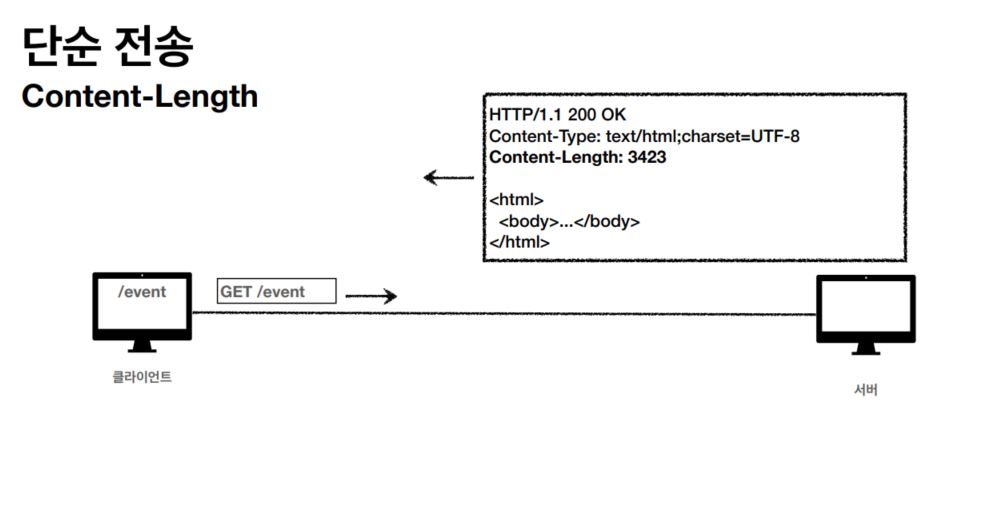 단순 전송
Content-Length
HTTP/1.1 200 OK
Content-Type: text/html;charset=UTF-8
Content-Length: 3423
<html>
<body>...</body>
</html>
/event
GET /event
클라이언트
서버